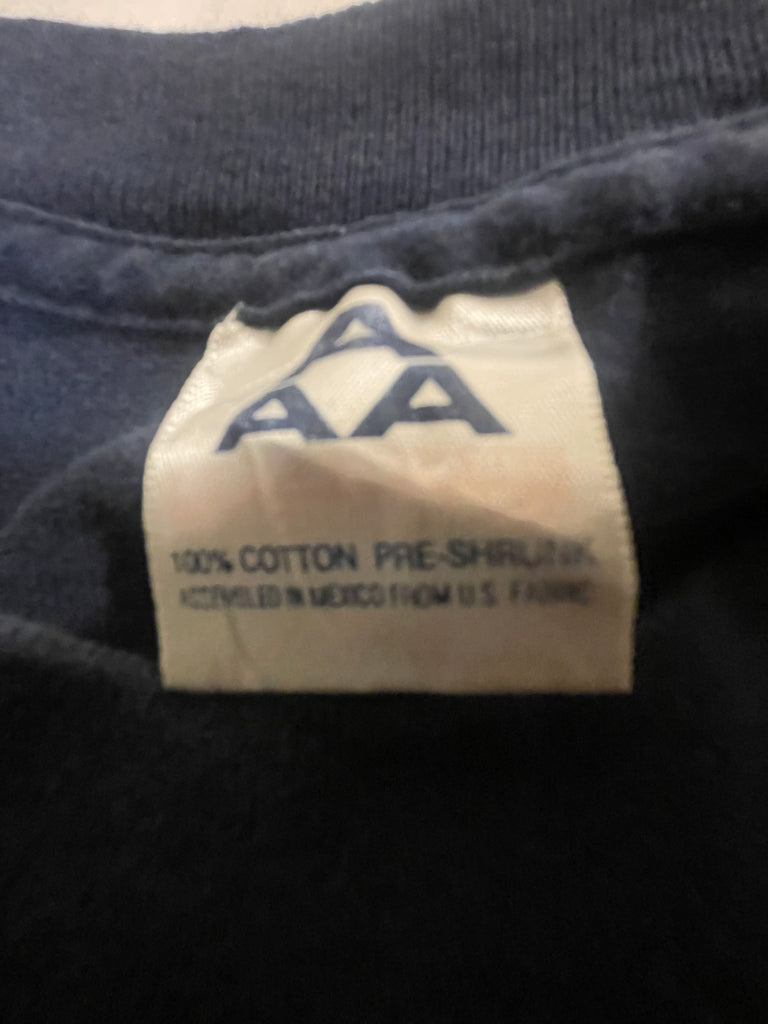 A
AA
100% COTTON PRE-SHRUNK
ASSEMBLED IN MEXICO FROM U.S. FABRIC